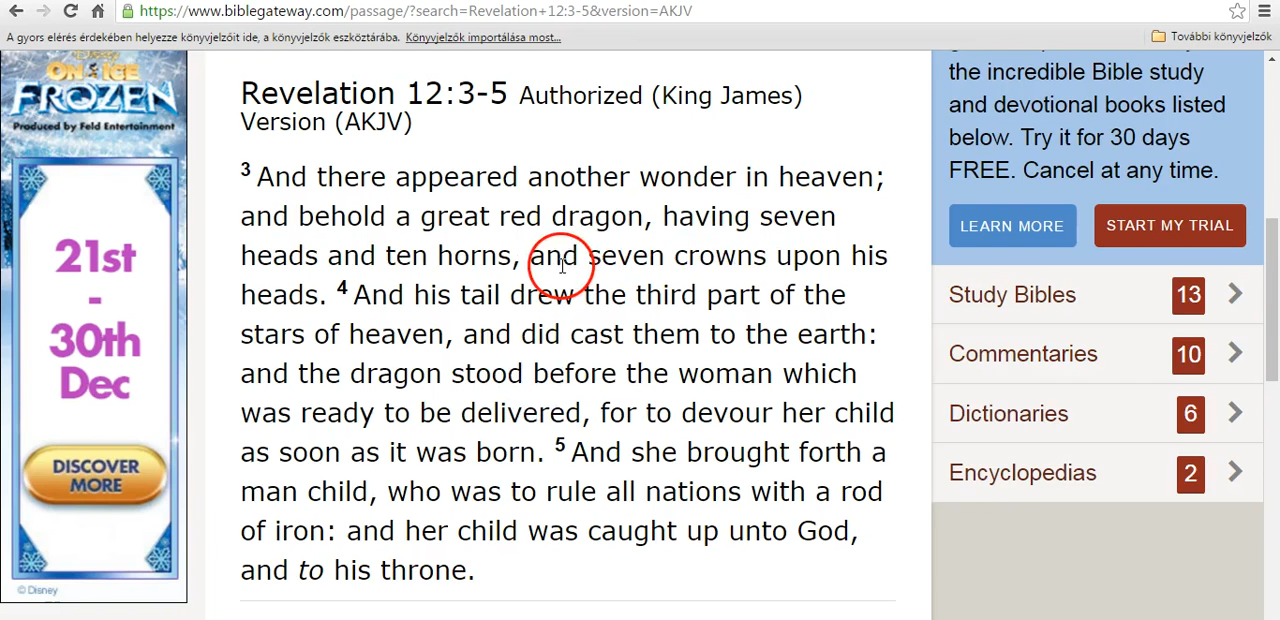 https://www.biblegateway.com/passage/?search=Revelation+12:3-5&version=AKJV
A gyors elérés érdekében helyezze könyvjelzőit ide, a könyvjelzők eszköztárába. Könyvjelzők importálása most...
További könyvjelzők
ON ICE
FROZEN
Produced by Feld Entertainment
21st
-
30th
Dec
DISCOVER
MORE
© Disney
Revelation 12:3-5 Authorized (King James)
Version (AKJV)
3 And there appeared another wonder in heaven;
and behold a great red dragon, having seven
heads and ten horns, and seven crowns upon his
heads. 4 And his tail drew the third part of the
stars of heaven, and did cast them to the earth:
and the dragon stood before the woman which
was ready to be delivered, for to devour her child
as soon as it was born. 5 And she brought forth a
man child, who was to rule all nations with a rod
of iron: and her child was caught up unto God,
and to his throne.
the incredible Bible study
and devotional books listed
below. Try it for 30 days
FREE. Cancel at any time.
LEARN MORE
START MY TRIAL
Study Bibles 13
Commentaries 10
Dictionaries 6
Encyclopedias 2